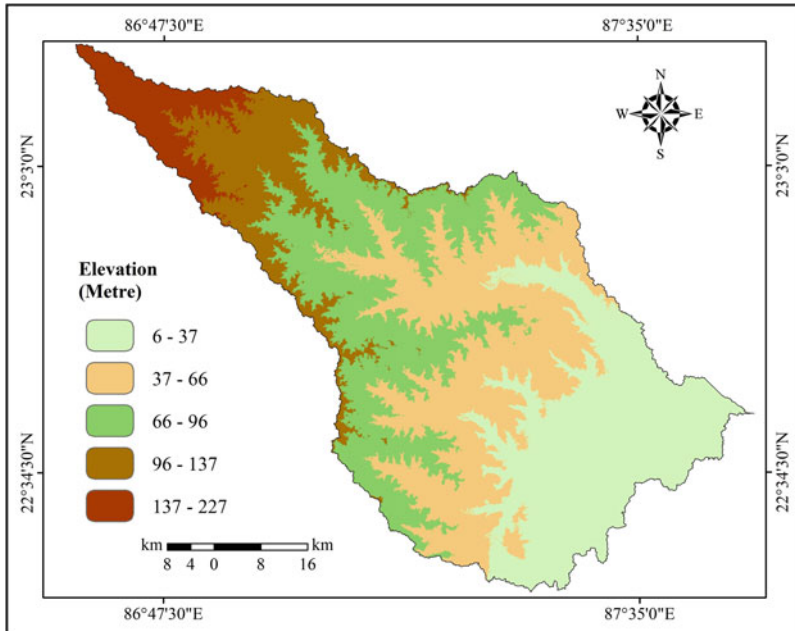 86°47'30"E 87°35'0"E
N
W E
S
23°3'0"N 23°3'0"N
Elevation
(Metre)
6 - 37
37 - 66
66 - 96
96 - 137
137 - 227
22°34'30"N 22°34'30"N
km km
8 4 0 8 16
86°47'30"E 87°35'0"E